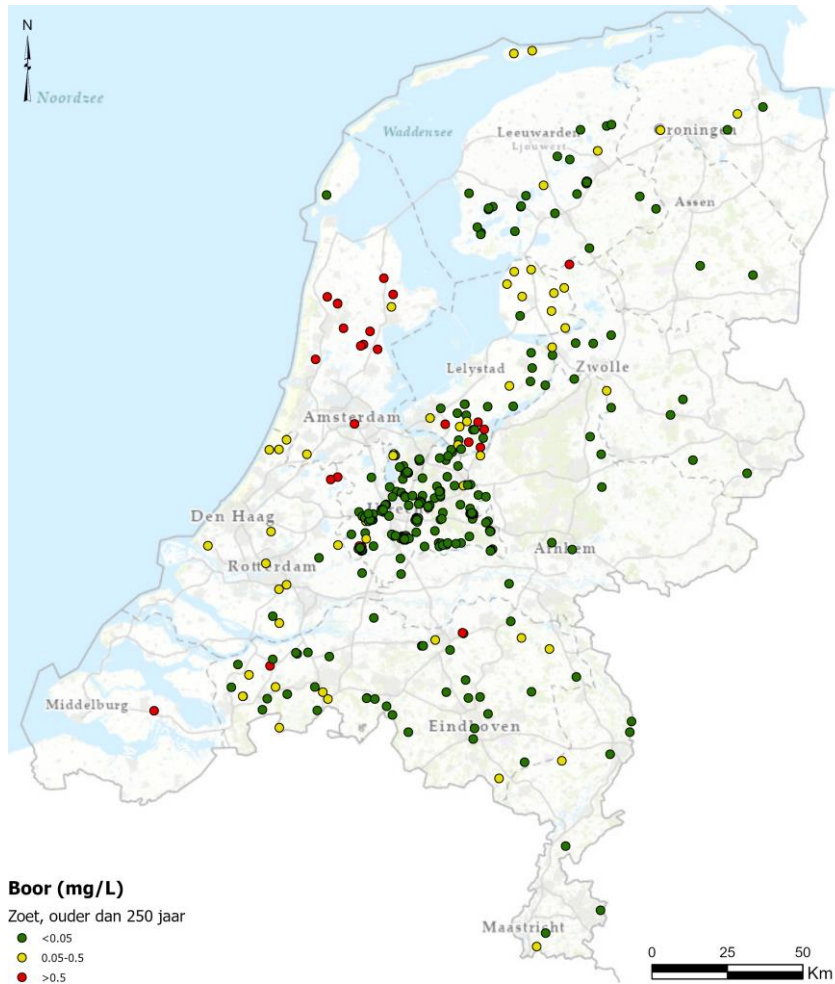 N
Noordzee
Waddenzee
Leeuwarden
Ljouwert
Groningen
Assen
Lelystad
Zwolle
Amsterdam
Den Haag
Arnhem
Rotterdam
Middelburg
Eindhoven
Maastricht
Boor (mg/L)
Zoet, ouder dan 250 jaar
<0.05
0.05-0.5
>0.5
0 25 50
Km